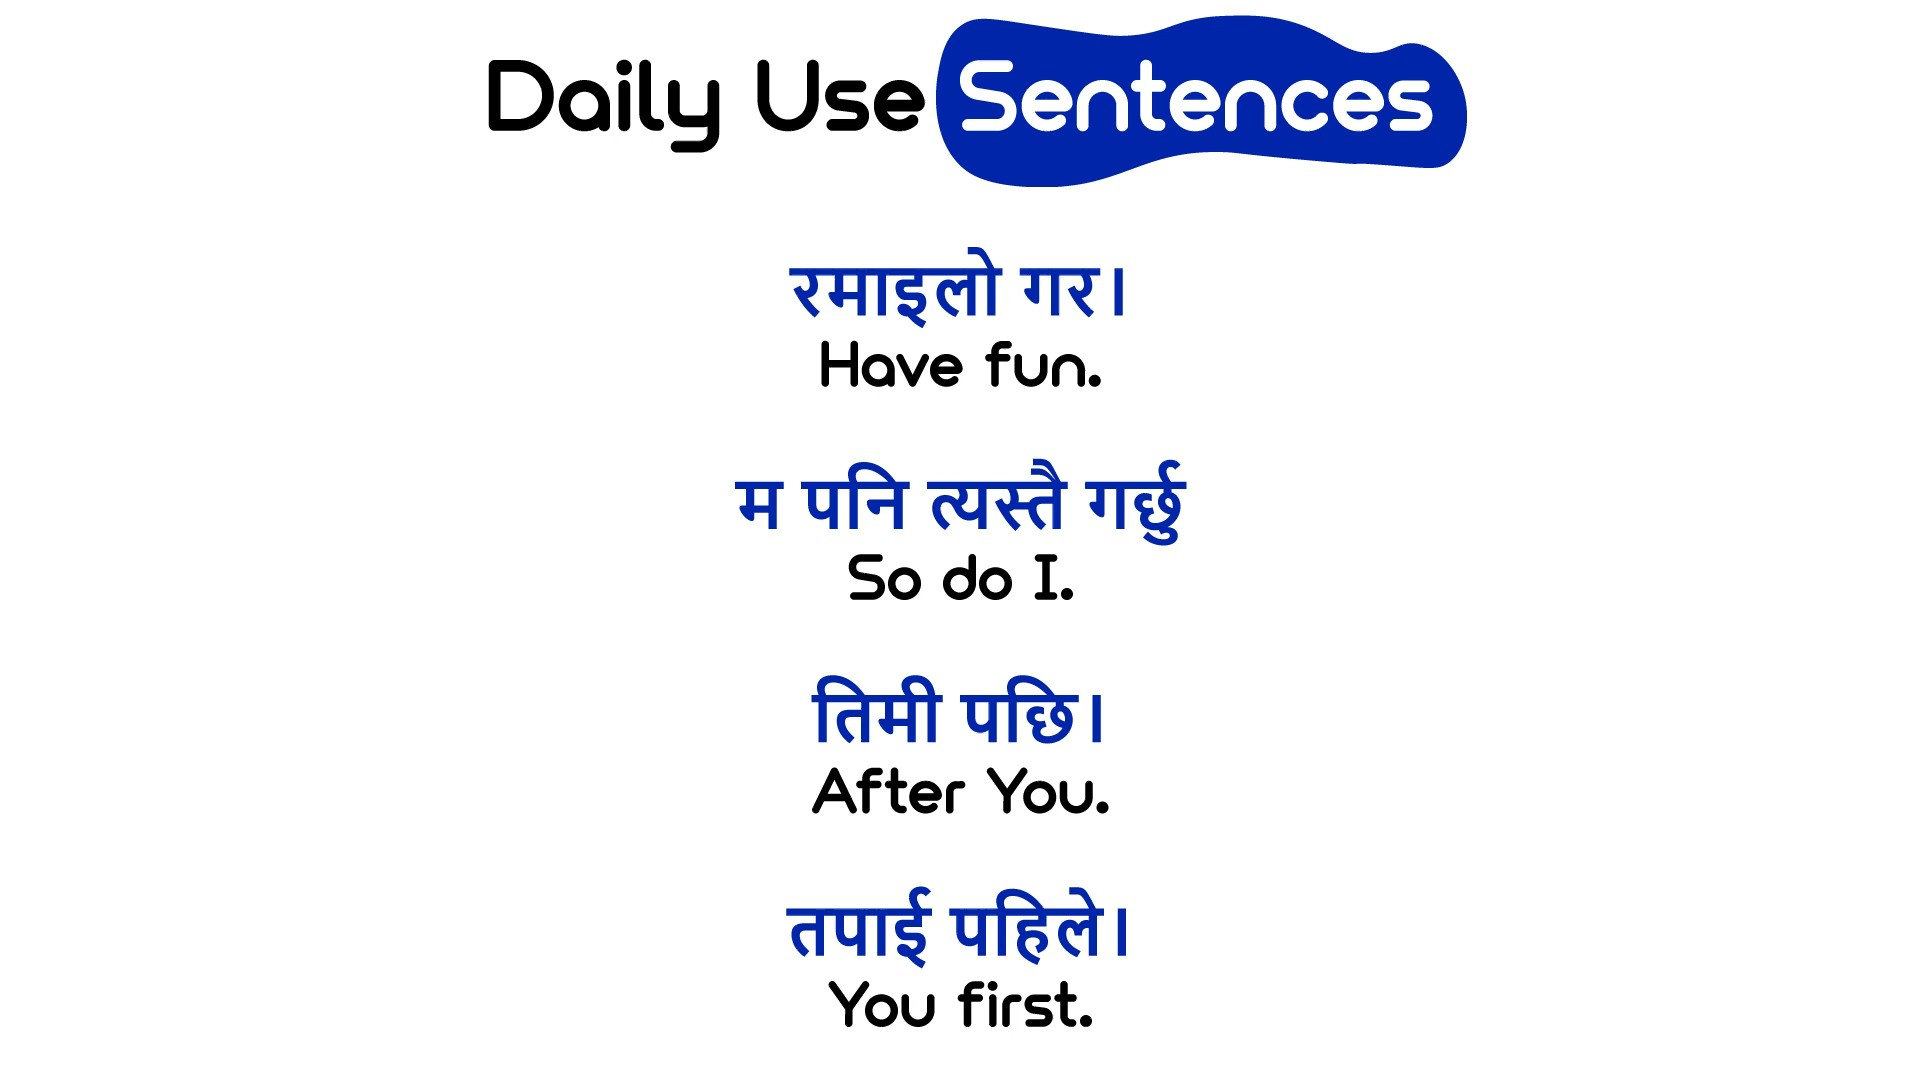 Daily Use Sentences
रमाइलो गर।
Have fun.
म पनि त्यस्तै गर्छु
So do I.
तिमी पछि।
After You.
तपाई पहिले।
You first.